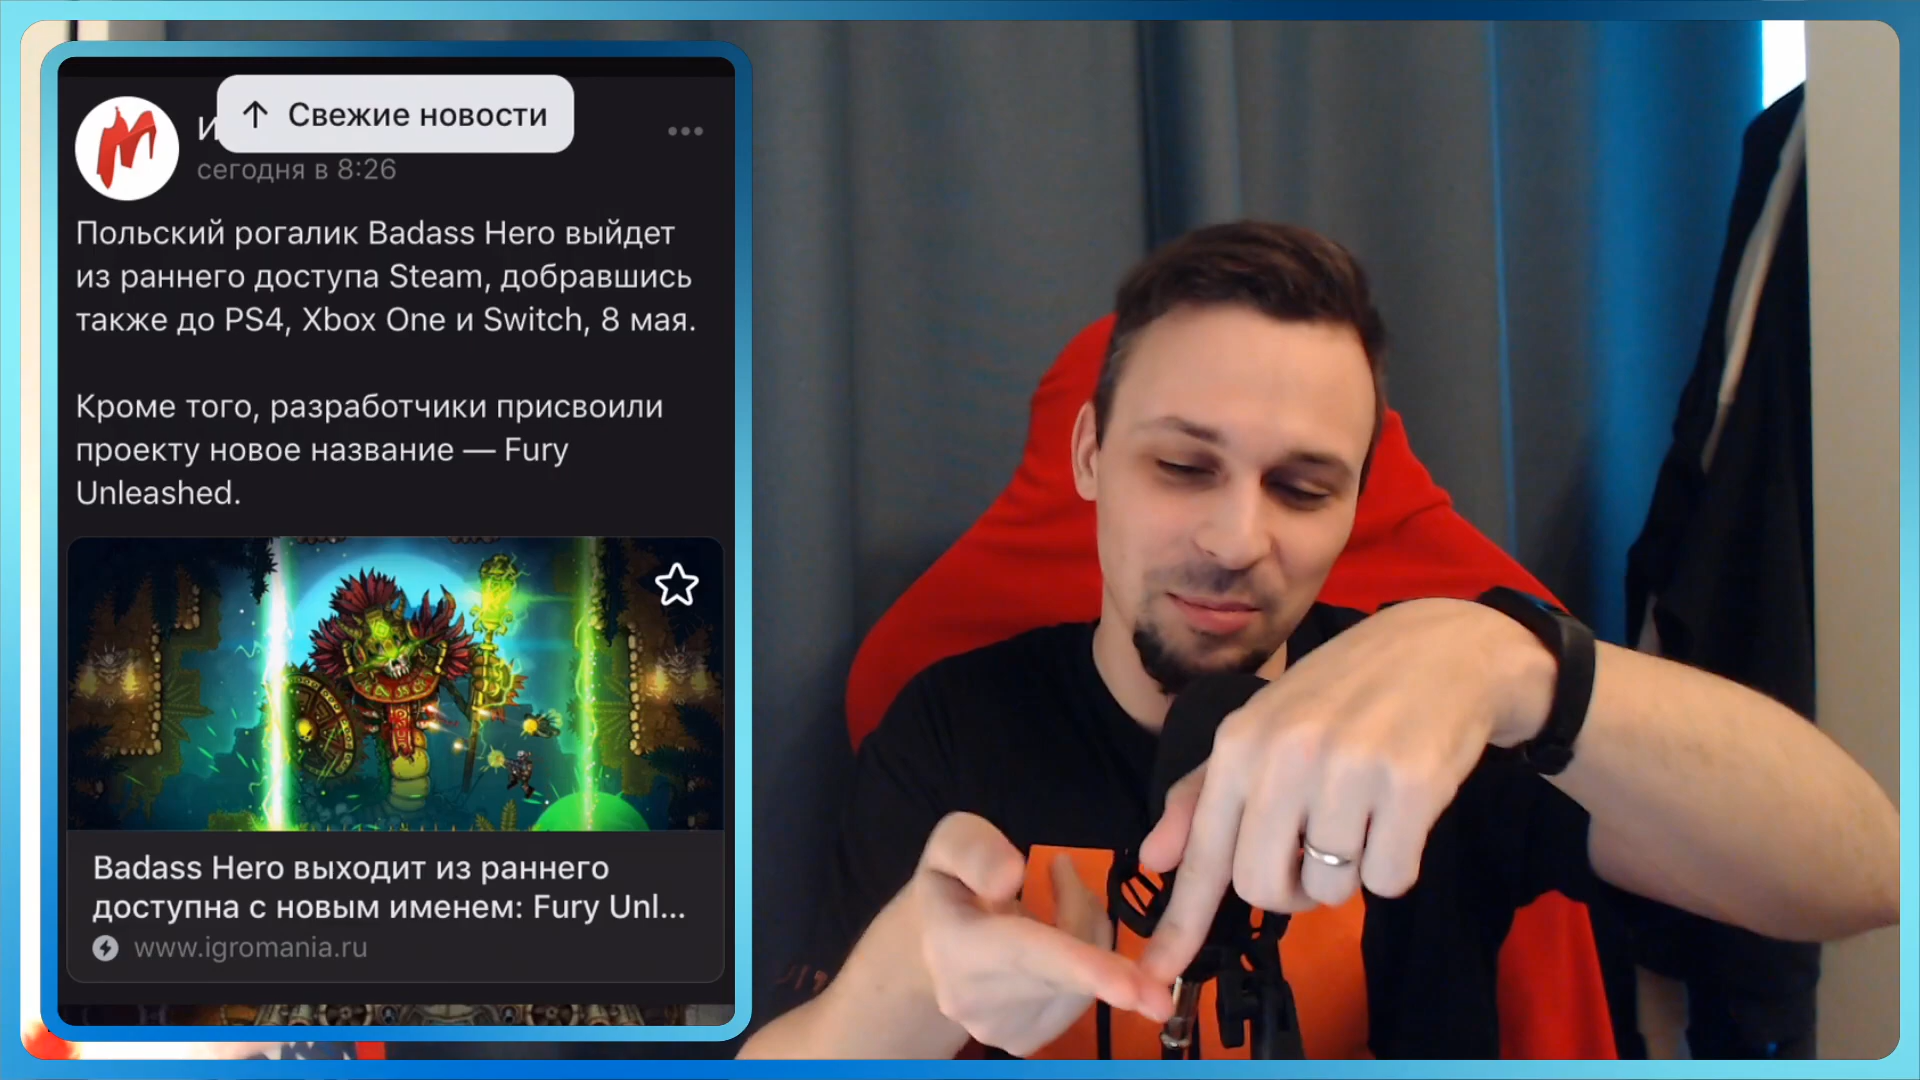 ↑ Свежие новости
И
сегодня в 8:26
Польский рогалик Badass Hero выйдет
из раннего доступа Steam, добравшись
также до PS4, Xbox One и Switch, 8 мая.
Кроме того, разработчики присвоили
проекту новое название — Fury
Unleashed.
Badass Hero выходит из раннего
доступна с новым именем: Fury Unl...
www.igromania.ru